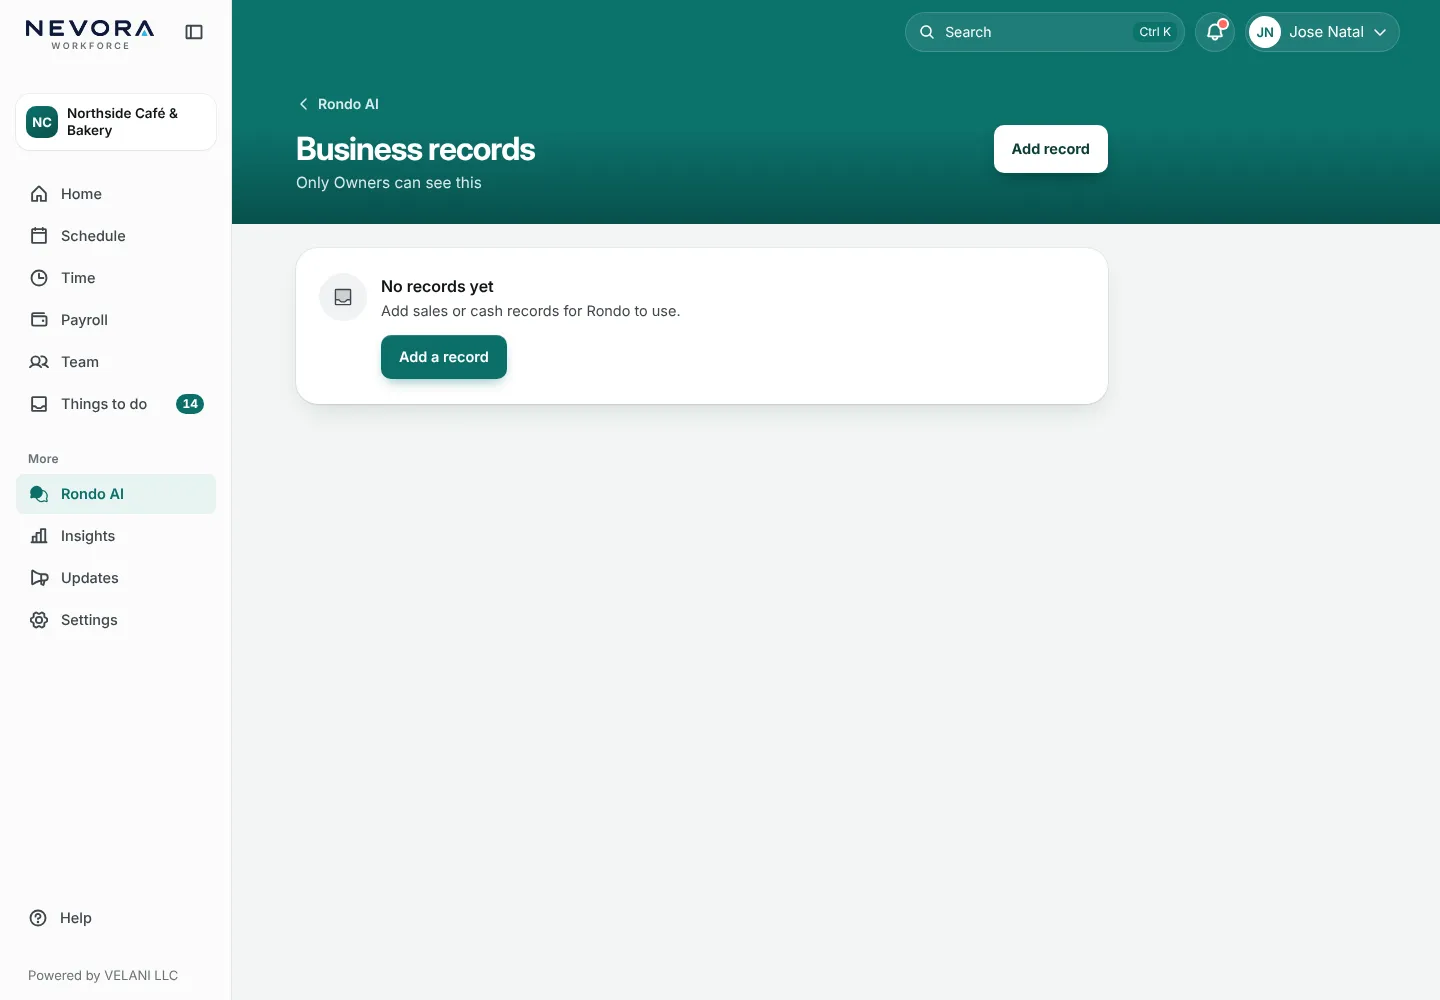 NEVORA
WORKFORCE
Search
Ctrl K
JN
Jose Natal
NC
Northside Café &
Bakery
Home
Schedule
Time
Payroll
Team
Things to do
14
More
Rondo AI
Insights
Updates
Settings
Help
Powered by VELANI LLC
Rondo AI
Business records
Only Owners can see this
Add record
No records yet
Add sales or cash records for Rondo to use.
Add a record